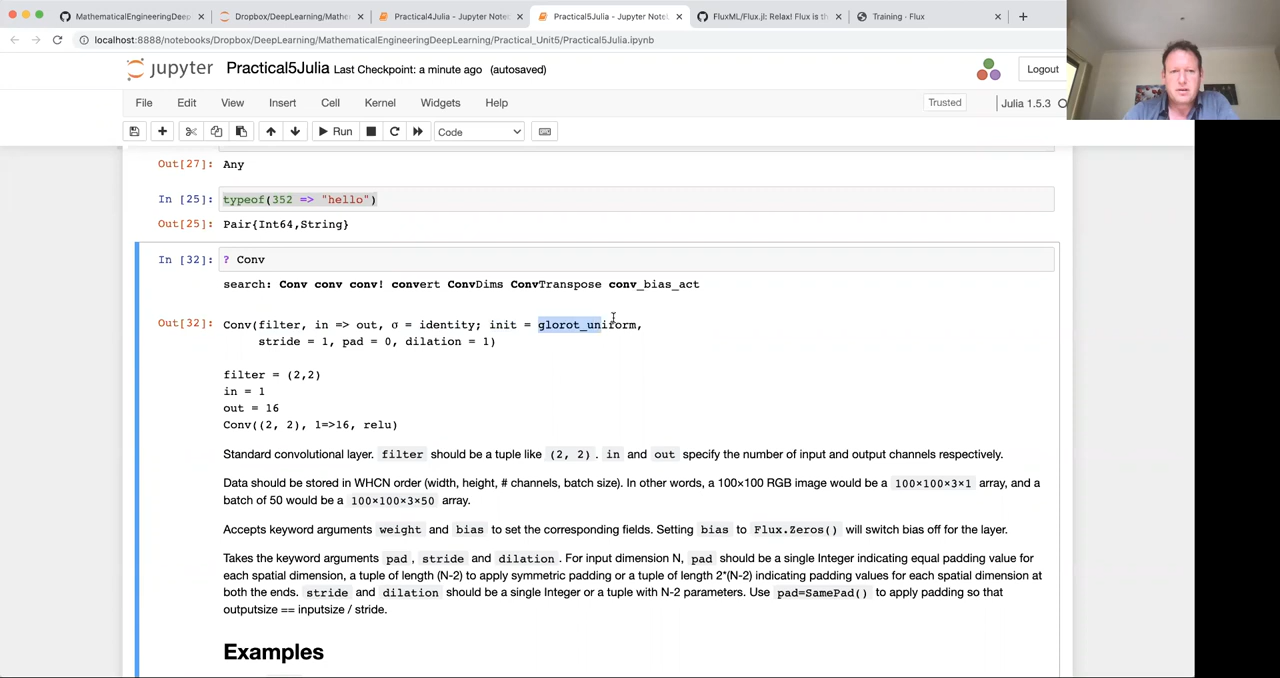 MathematicalEngineeringDeep
Dropbox/DeepLearning/Mathe
Practical4Julia - Jupyter Note
Practical5Julia - Jupyter Note
FluxML/Flux.jl: Relax! Flux is th
Training · Flux
localhost:8888/notebooks/Dropbox/DeepLearning/MathematicalEngineeringDeepLearning/Practical_Unit5/Practical5Julia.ipynb
jupyter Practical5Julia Last Checkpoint: a minute ago (autosaved)
Logout
File Edit View Insert Cell Kernel Widgets Help
Trusted
Julia 1.5.3
Run
Code
Out[27]: Any
In [25]: typeof(352 => "hello")
Out[25]: Pair{Int64,String}
In [32]: ? Conv
search: Conv conv conv! convert ConvDims ConvTranspose conv_bias_act
Out[32]: Conv(filter, in => out, σ = identity; init = glorot_uniform,
stride = 1, pad = 0, dilation = 1)
filter = (2,2)
in = 1
out = 16
Conv((2, 2), 1=>16, relu)
Standard convolutional layer. filter should be a tuple like (2, 2). in and out specify the number of input and output channels respectively.
Data should be stored in WHCN order (width, height, # channels, batch size). In other words, a 100×100 RGB image would be a 100×100×3×1 array, and a
batch of 50 would be a 100×100×3×50 array.
Accepts keyword arguments weight and bias to set the corresponding fields. Setting bias to Flux.Zeros() will switch bias off for the layer.
Takes the keyword arguments pad, stride and dilation. For input dimension N, pad should be a single Integer indicating equal padding value for
each spatial dimension, a tuple of length (N-2) to apply symmetric padding or a tuple of length 2*(N-2) indicating padding values for each spatial dimension at
both the ends. stride and dilation should be a single Integer or a tuple with N-2 parameters. Use pad=SamePad() to apply padding so that
outputsize == inputsize / stride.
Examples